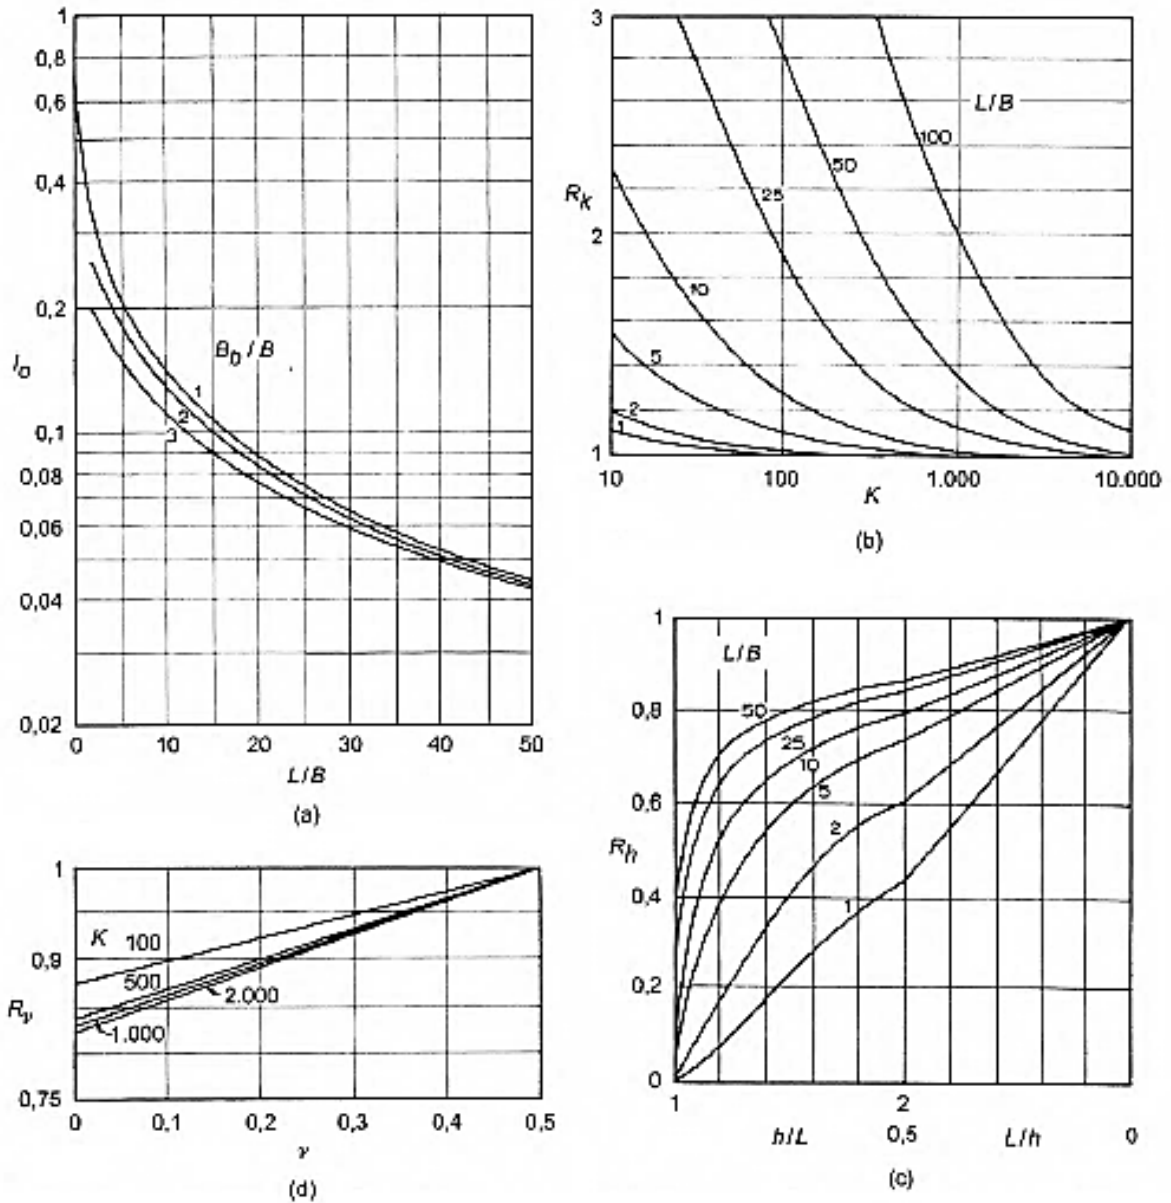 1
0,8
0,6
0,4
0,2
0,1
0,08
0,06
0,04
0,02
I₀
B_b/B
1
2
3
0 10 20 30 40 50
L/B
(a)
3
2
1
R_k
L/B
100
50
25
10
5
2
1
10 100 1.000 10.000
K
(b)
1
0,9
0,75
R_ν
K 100
500
2.000
1.000
0 0,1 0,2 0,3 0,4 0,5
ν
(d)
1
0,8
0,6
0,4
0,2
0
R_h
L/B
50
25
10
5
2
1
1 2
h/L 0,5 L/h 0
(c)